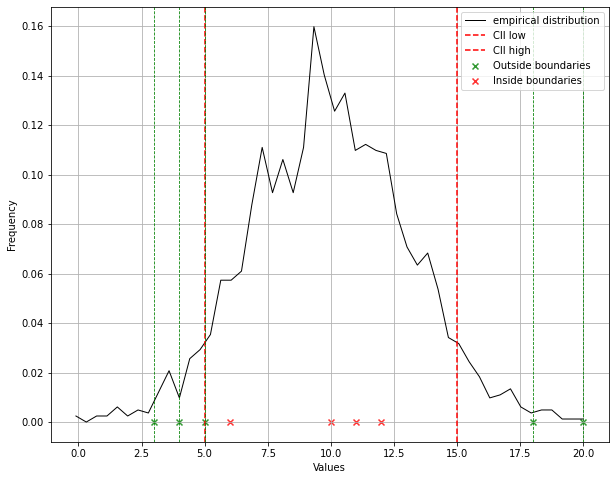 empirical distribution
CII low
CII high
Outside boundaries
Inside boundaries
0.16
0.14
0.12
0.10
0.08
0.06
0.04
0.02
0.00
Frequency
0.0 2.5 5.0 7.5 10.0 12.5 15.0 17.5 20.0
Values